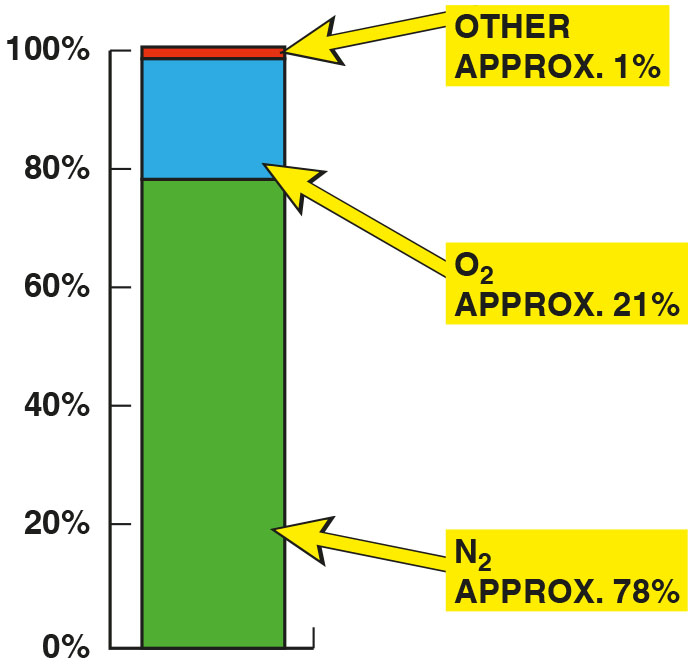 100%
80%
60%
40%
20%
0%
OTHER
APPROX. 1%
O₂
APPROX. 21%
N₂
APPROX. 78%